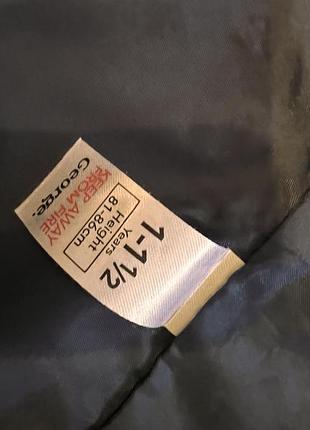 George.
KEEP AWAY
FROM FIRE
1-1½
Years
Height
81-86cm